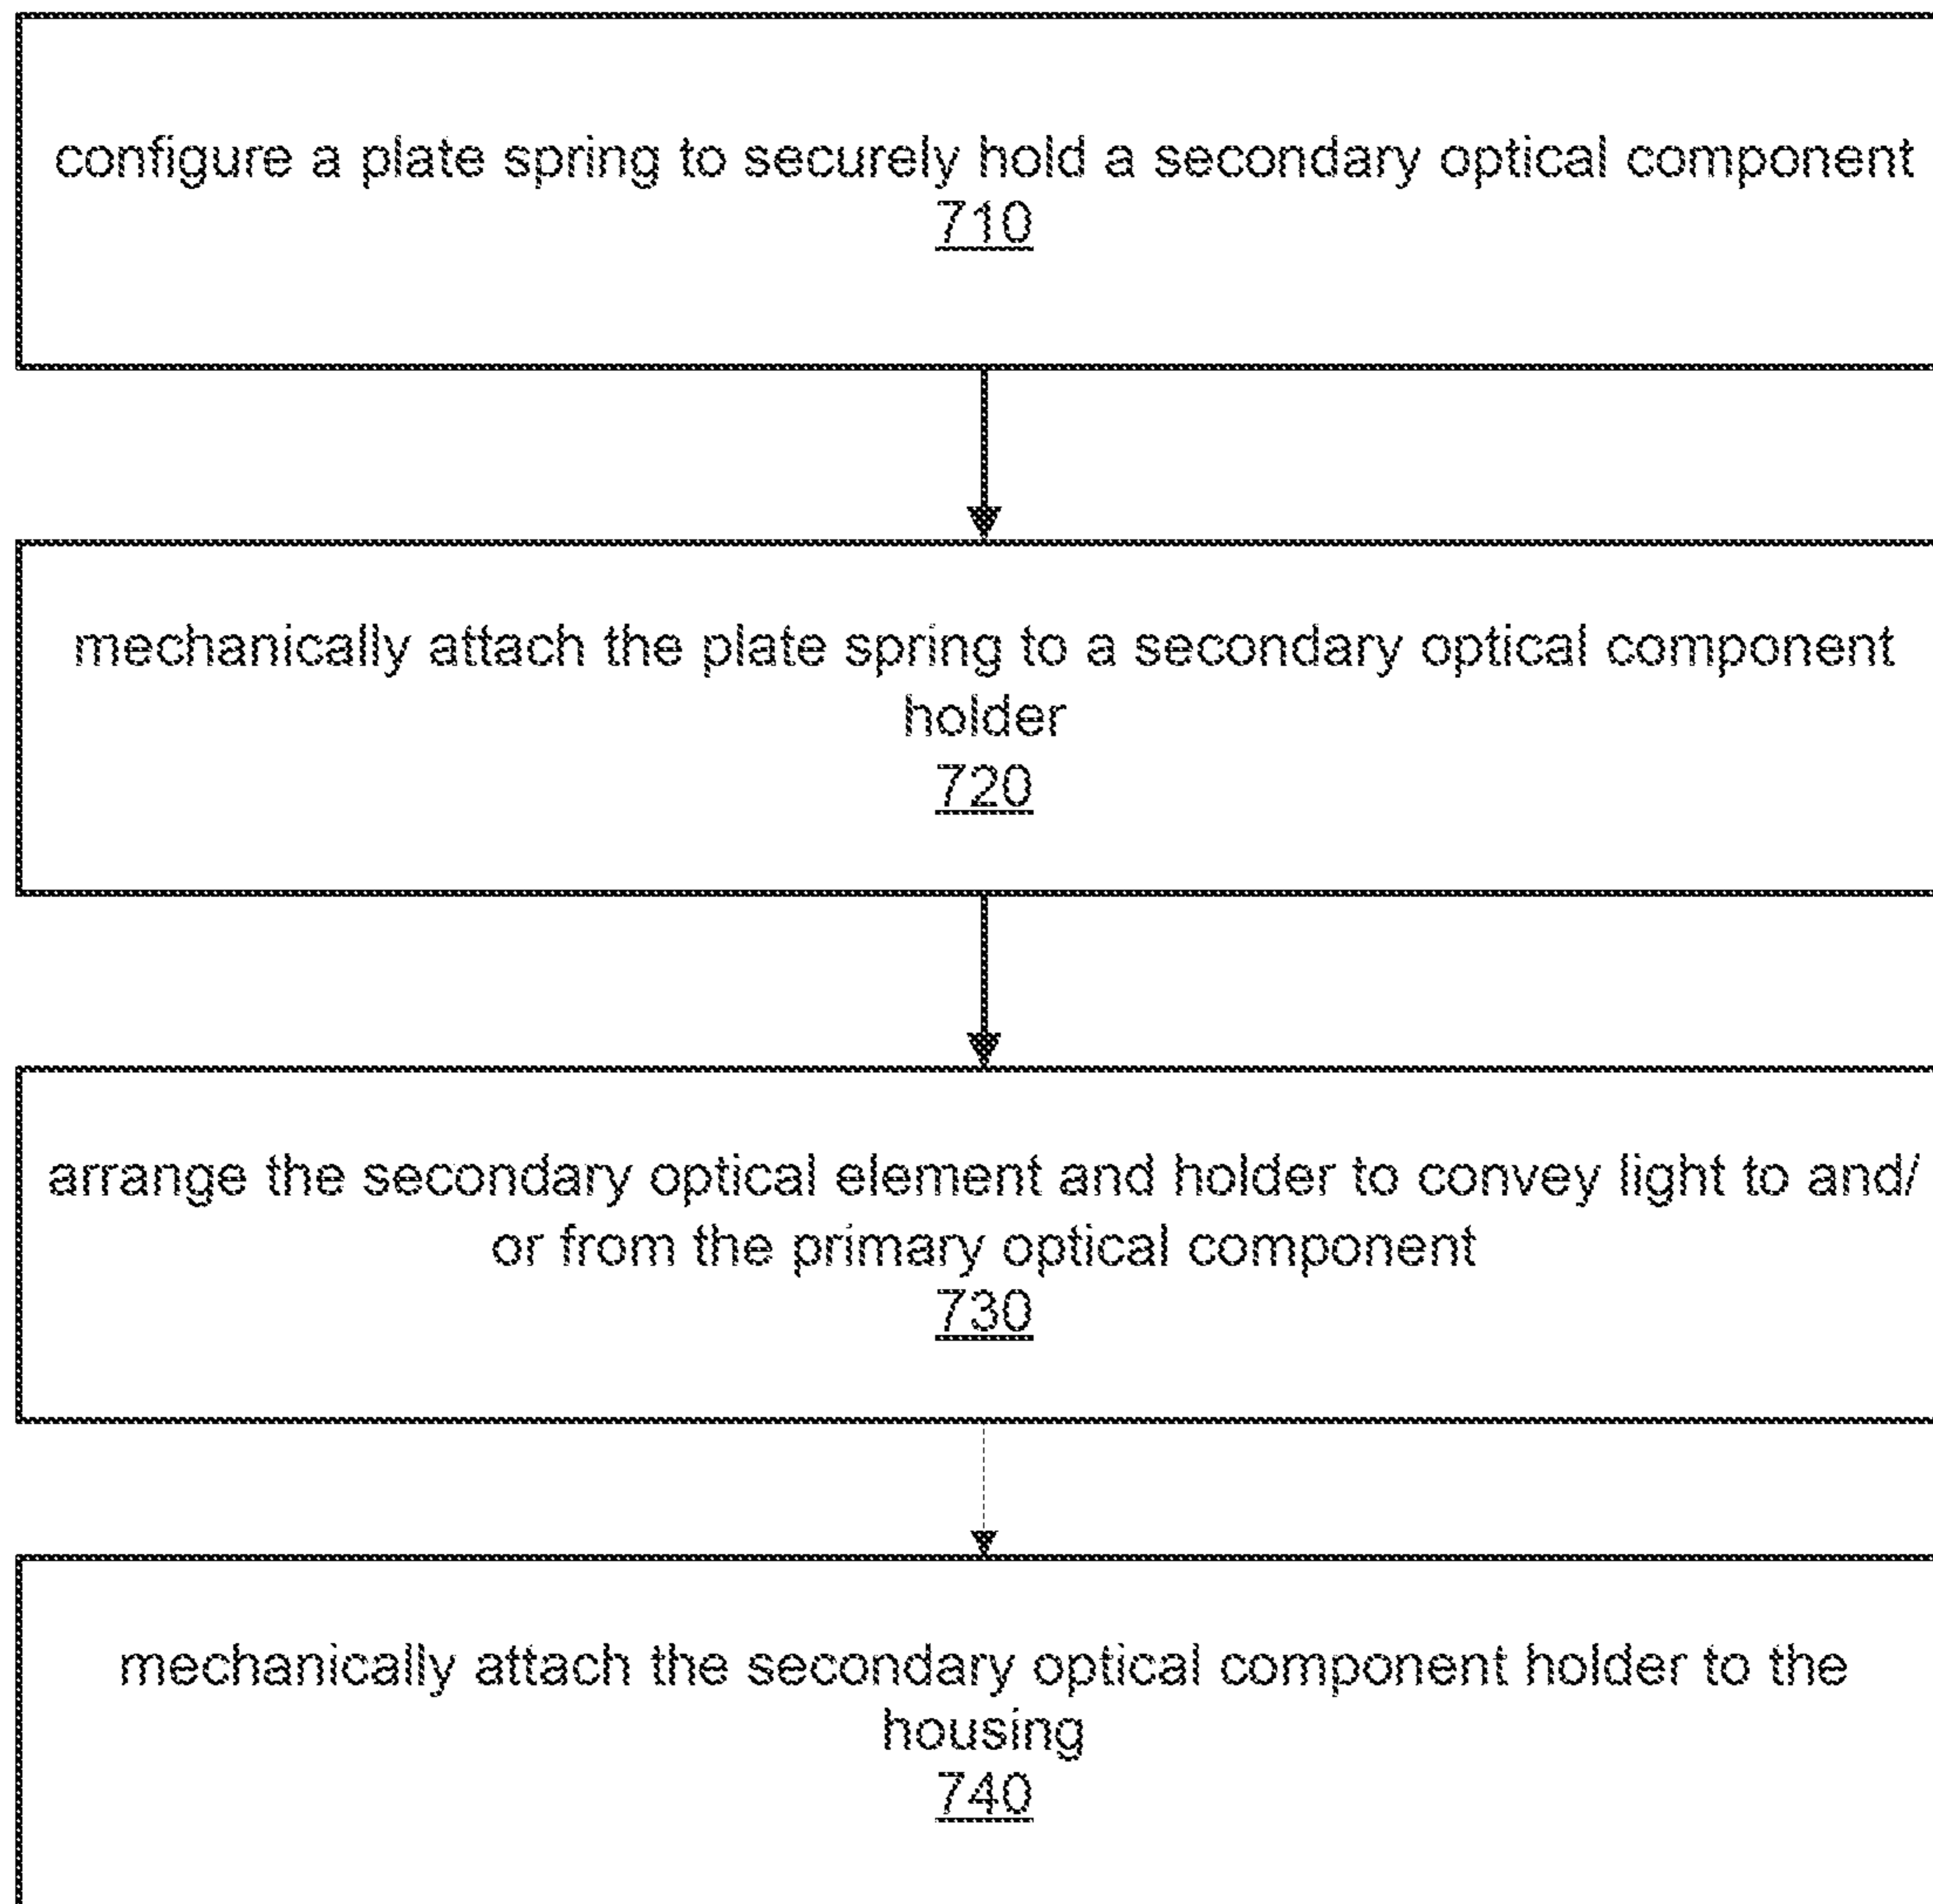 configure a plate spring to securely hold a secondary optical component
710
mechanically attach the plate spring to a secondary optical component
holder
720
arrange the secondary optical element and holder to convey light to and/
or from the primary optical component
730
mechanically attach the secondary optical component holder to the
housing
740